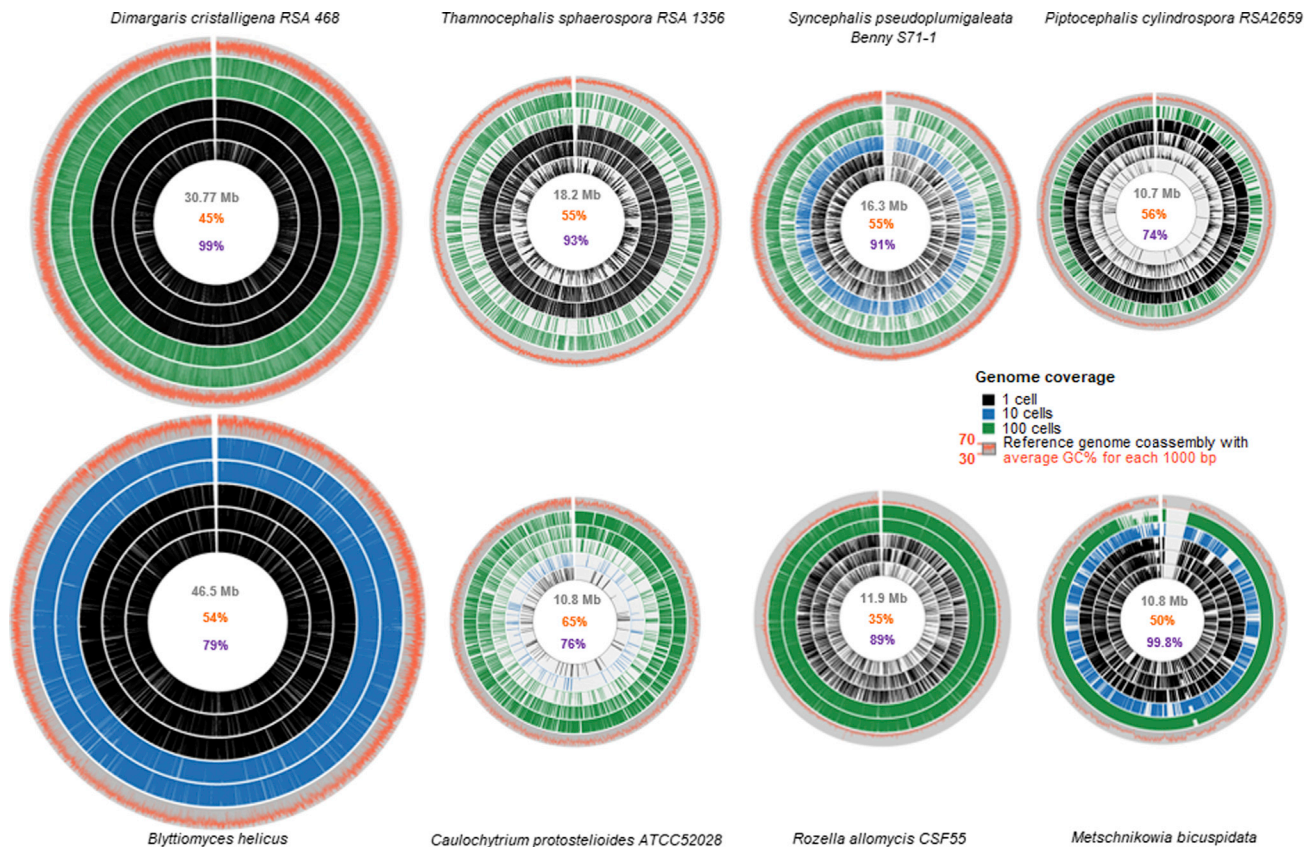 Dimargaris cristalligena RSA 468
Thamnocephalis sphaerospora RSA 1356
Syncephalis pseudoplumigaleata
Benny S71-1
Piptocephalis cylindrospora RSA2659
30.77 Mb
45%
99%
18.2 Mb
55%
93%
16.3 Mb
55%
91%
10.7 Mb
56%
74%
Genome coverage
1 cell
10 cells
100 cells
70
30
Reference genome coassembly with
average GC% for each 1000 bp
46.5 Mb
54%
79%
10.8 Mb
65%
76%
11.9 Mb
35%
89%
10.8 Mb
50%
99.8%
Blyttiomyces helicus
Caulochytrium protostelioides ATCC52028
Rozella allomycis CSF55
Metschnikowia bicuspidata